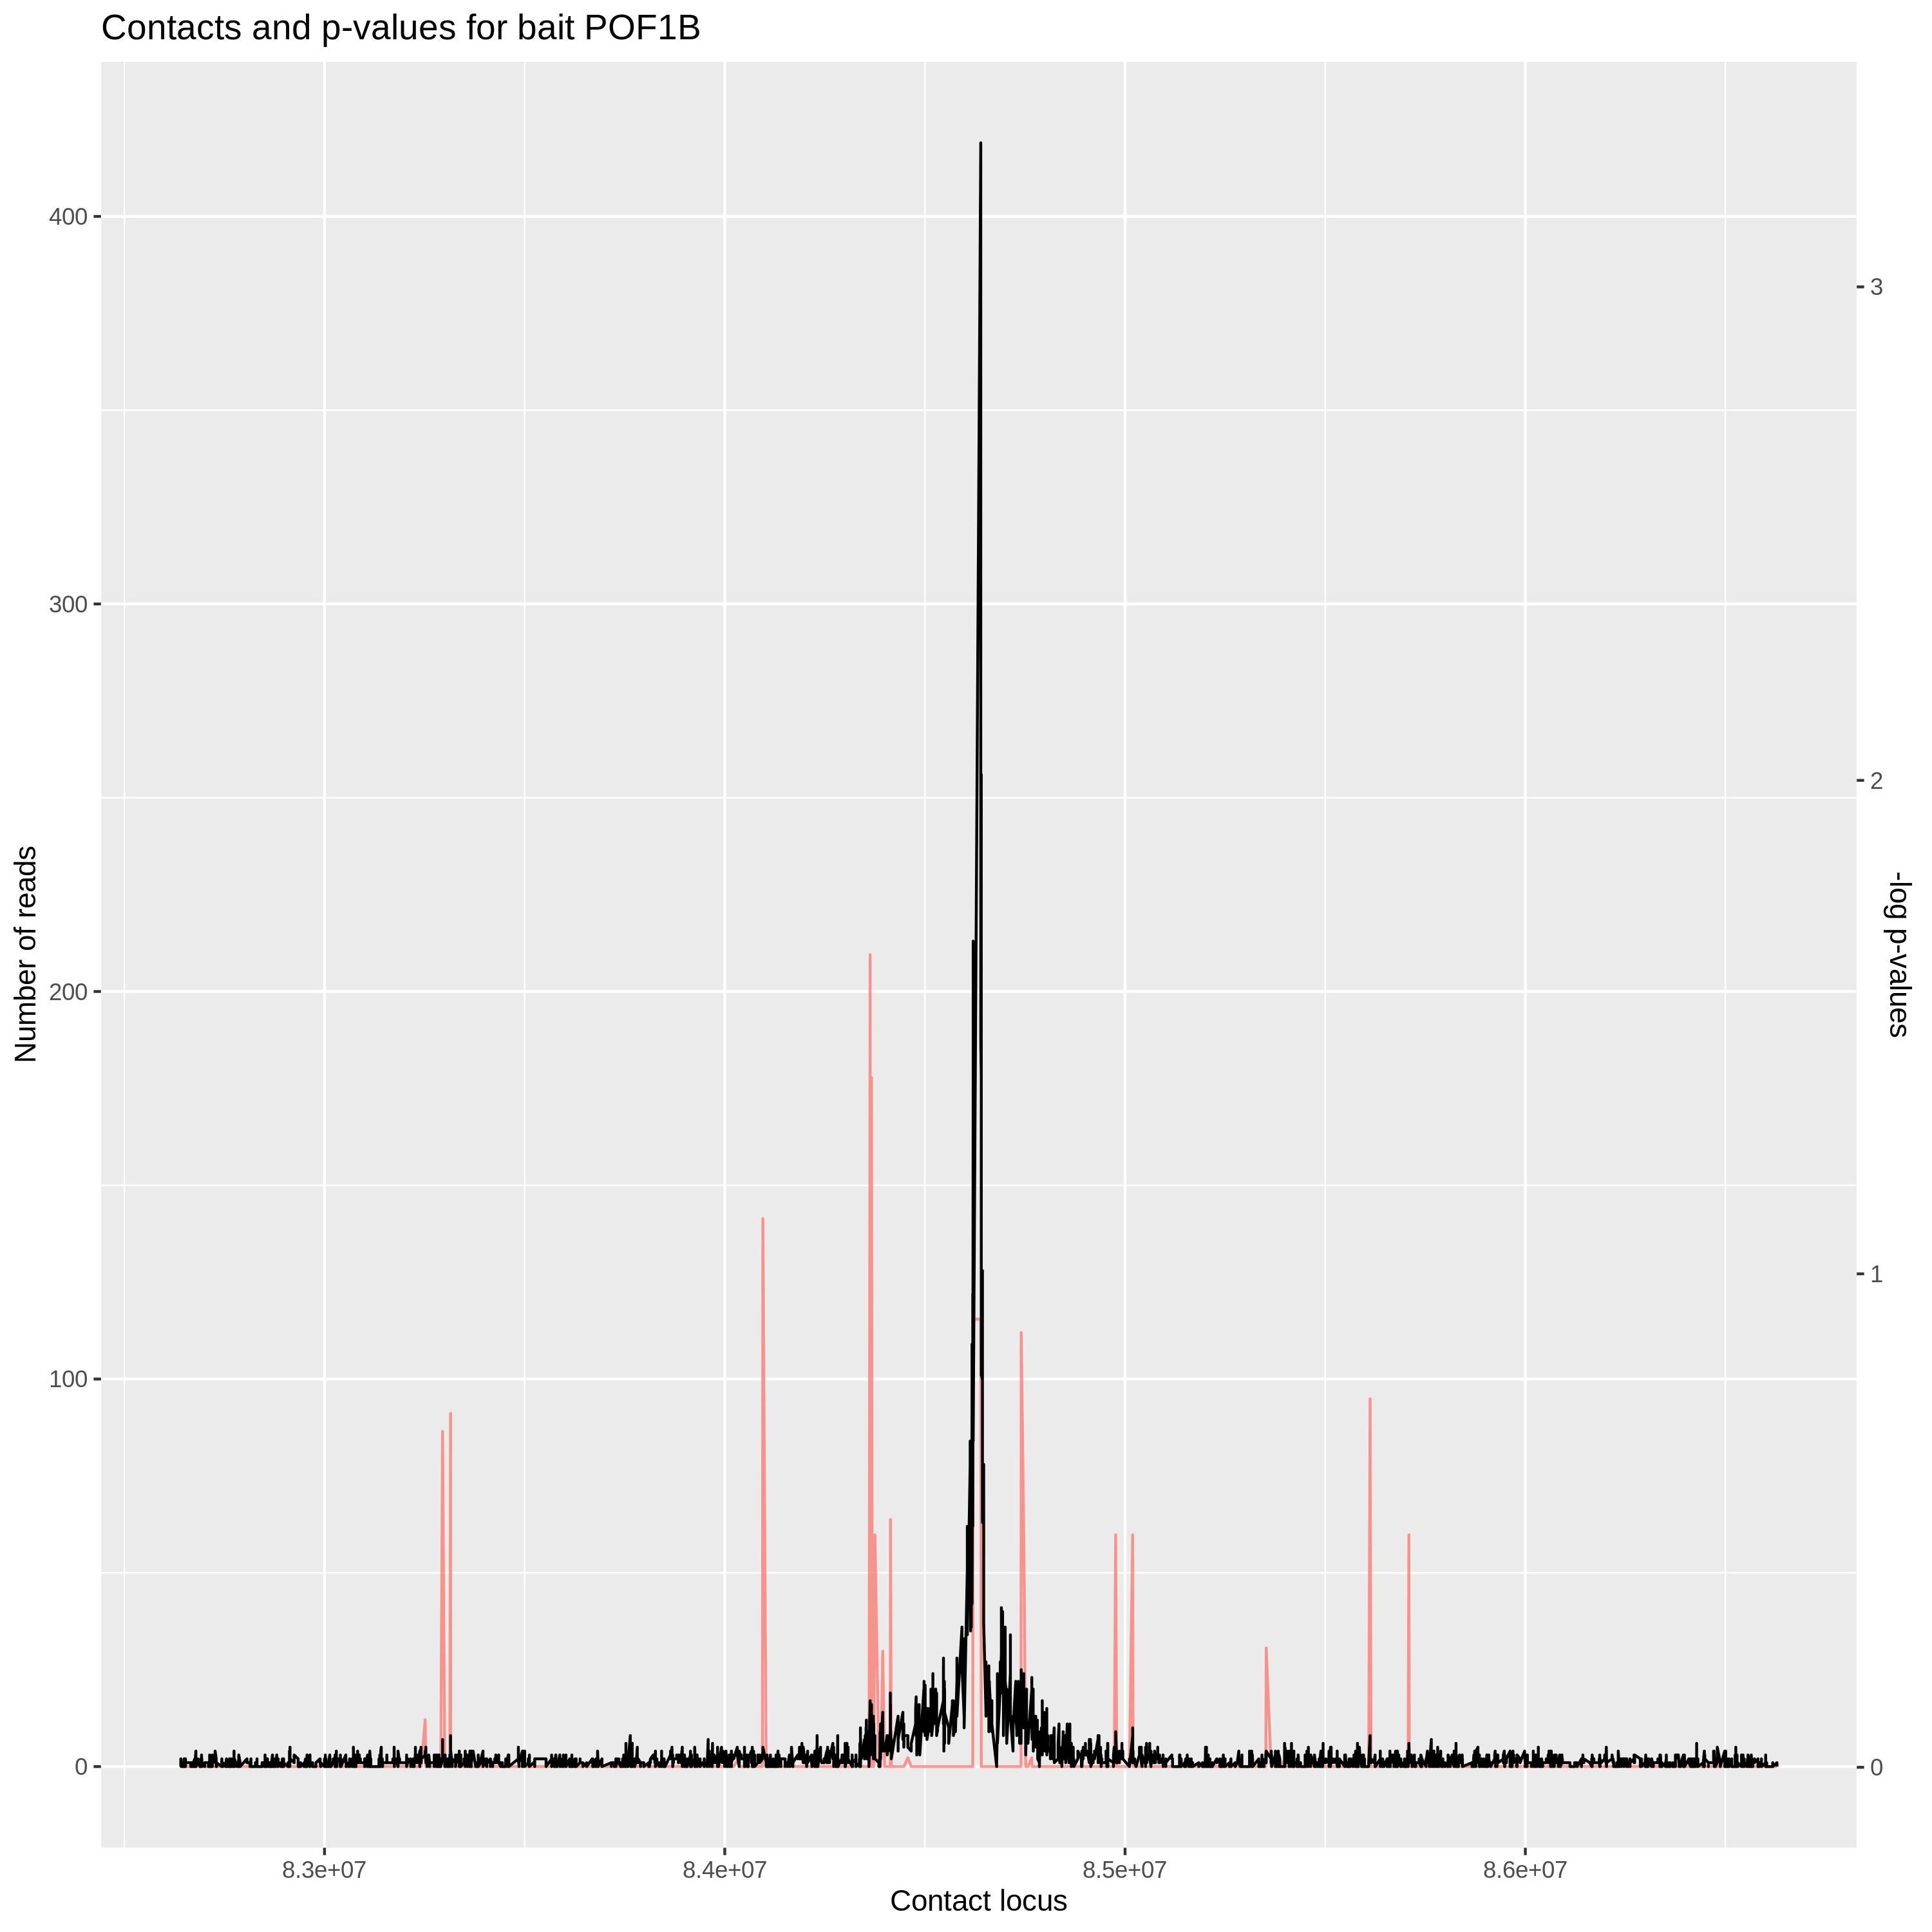 Contacts and p-values for bait POF1B
Number of reads
400
300
200
100
0
3
2
1
0
-log p-values
8.3e+07
8.4e+07
8.5e+07
8.6e+07
Contact locus